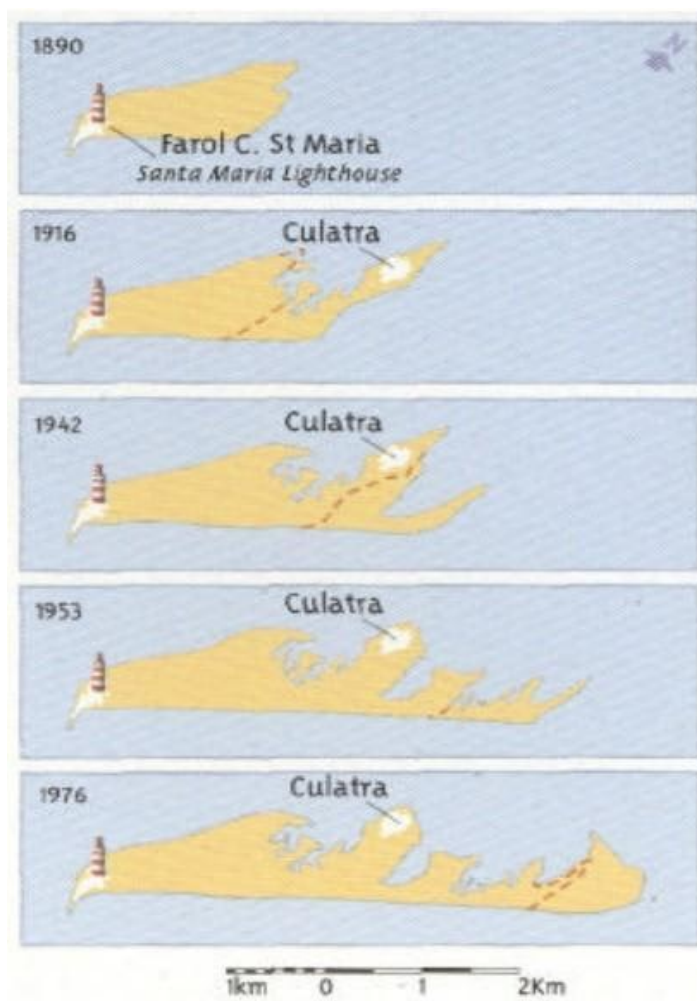 1890
N
Farol C. St Maria
Santa Maria Lighthouse
1916
Culatra
1942
Culatra
1953
Culatra
1976
Culatra
1km 0 1 2Km